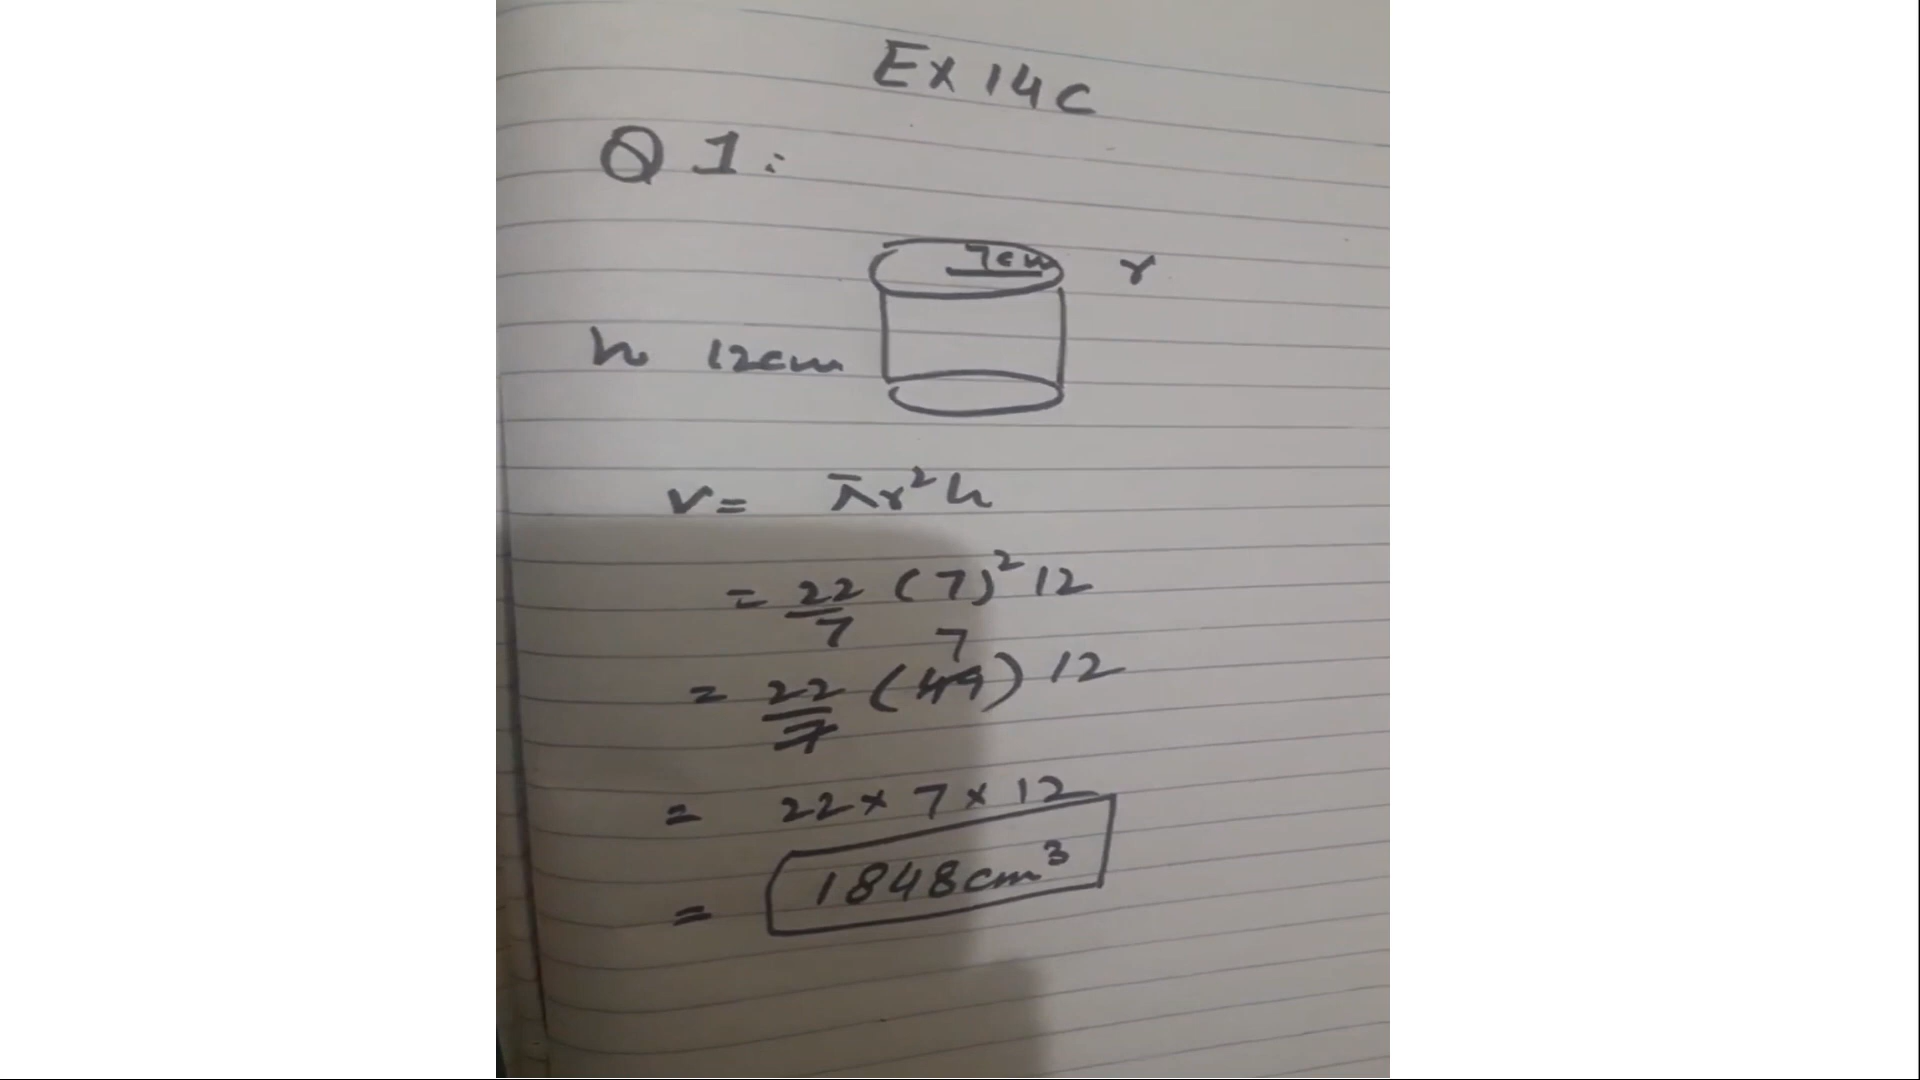 Ex 14C
Q 1:
7cm r
h 12cm
V = πr²h
= 22/7 (7)² 12
7
= 22/7 (49) 12
= 22 × 7 × 12
= 1848cm³